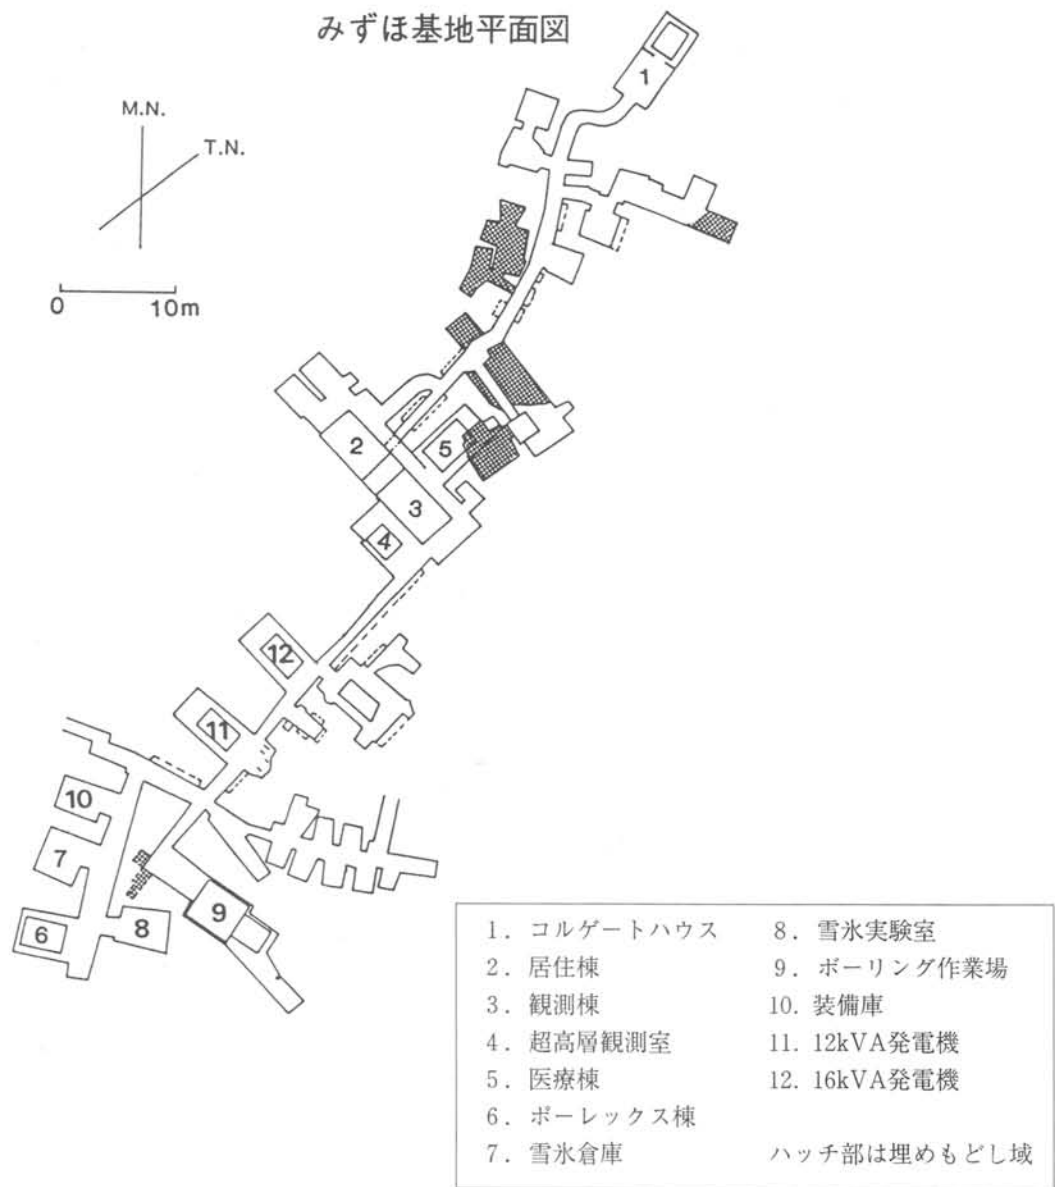 みずほ基地平面図
M.N.
T.N.
0 10m
1
2
5
3
4
12
11
10
7
9
8
6
1. コルゲートハウス
2. 居住棟
3. 観測棟
4. 超高層観測室
5. 医療棟
6. ポーレックス棟
7. 雪氷倉庫
8. 雪氷実験室
9. ボーリング作業場
10. 装備庫
11. 12kVA発電機
12. 16kVA発電機
ハッチ部は埋めもどし域